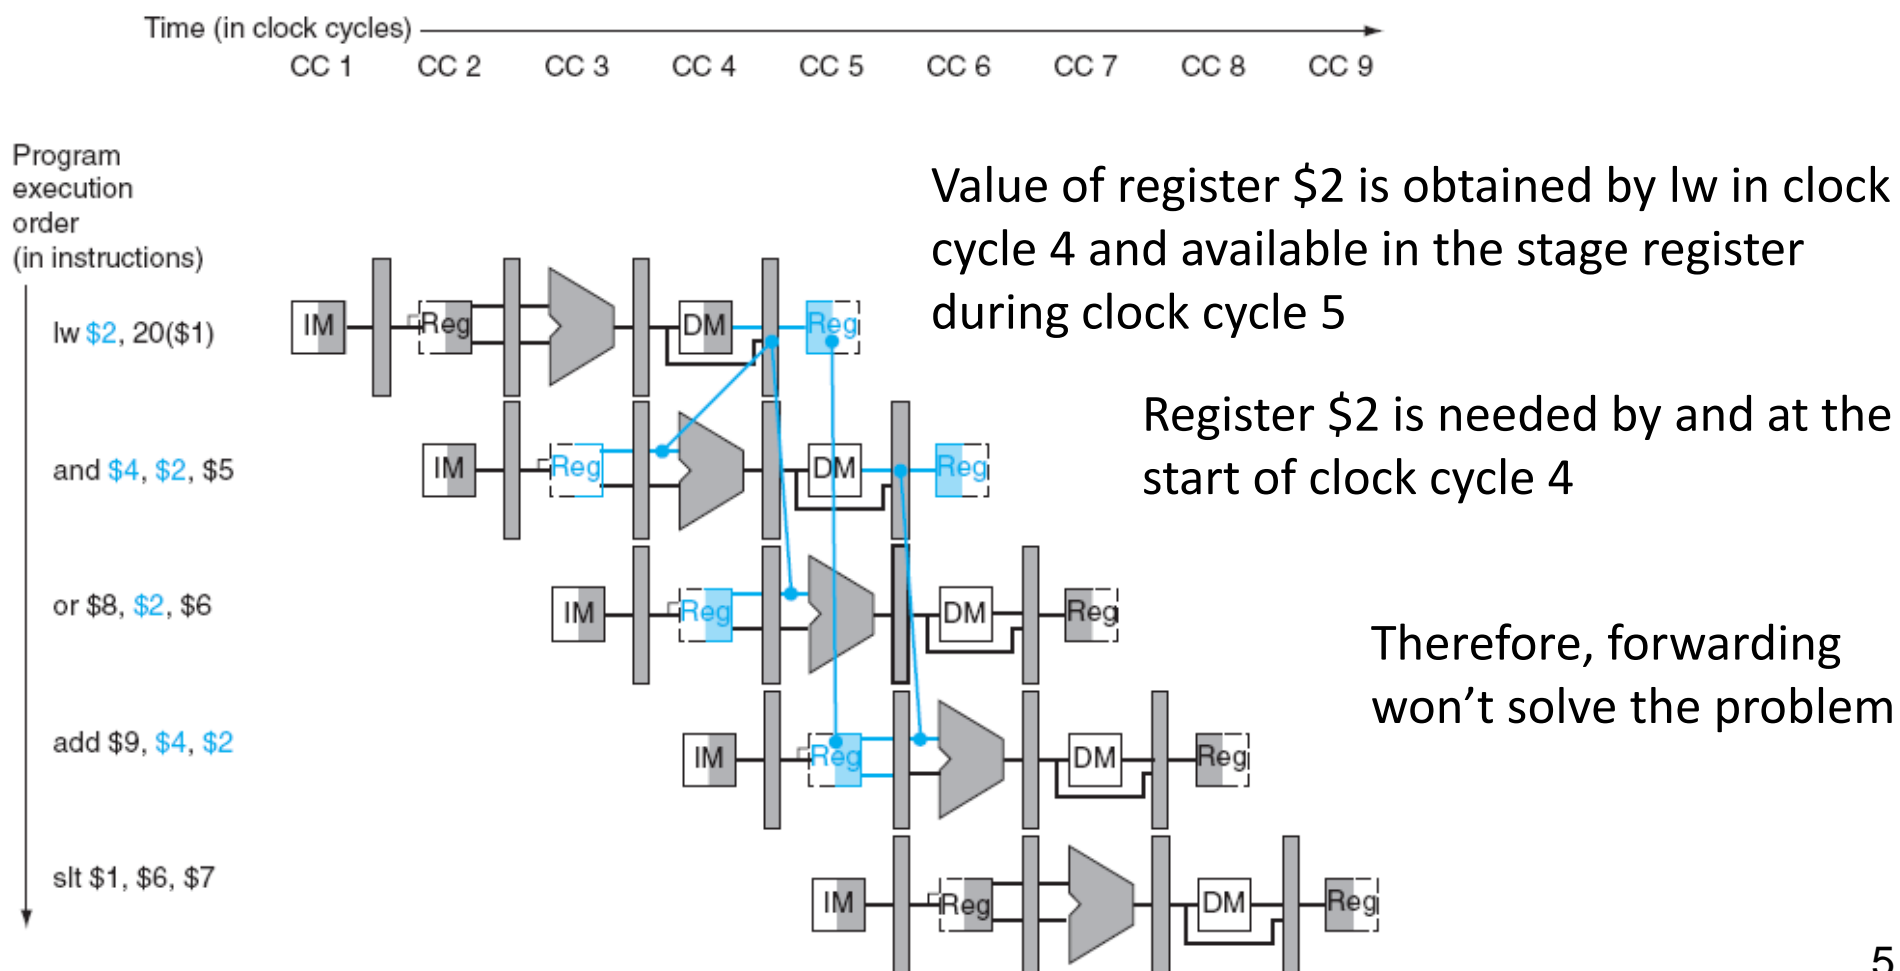 Time (in clock cycles)
CC 1 CC 2 CC 3 CC 4 CC 5 CC 6 CC 7 CC 8 CC 9
Program
execution
order
(in instructions)
Value of register $2 is obtained by lw in clock
cycle 4 and available in the stage register
during clock cycle 5
lw $2, 20($1)
IM Reg DM Reg
Register $2 is needed by and at the
start of clock cycle 4
and $4, $2, $5
IM Reg DM Reg
or $8, $2, $6
IM Reg DM Reg
Therefore, forwarding
won’t solve the problem
add $9, $4, $2
IM Reg DM Reg
slt $1, $6, $7
IM Reg DM Reg
5